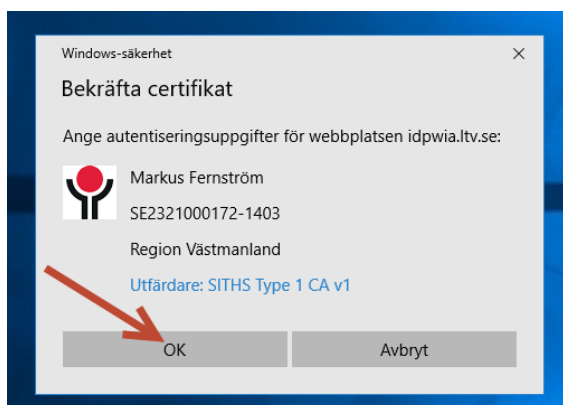 Windows-säkerhet
Bekräfta certifikat
Ange autentiseringsuppgifter för webbplatsen idpwia.ltv.se:
Markus Fernström
SE2321000172-1403
Region Västmanland
Utfärdare: SITHS Type 1 CA v1
OK
Avbryt